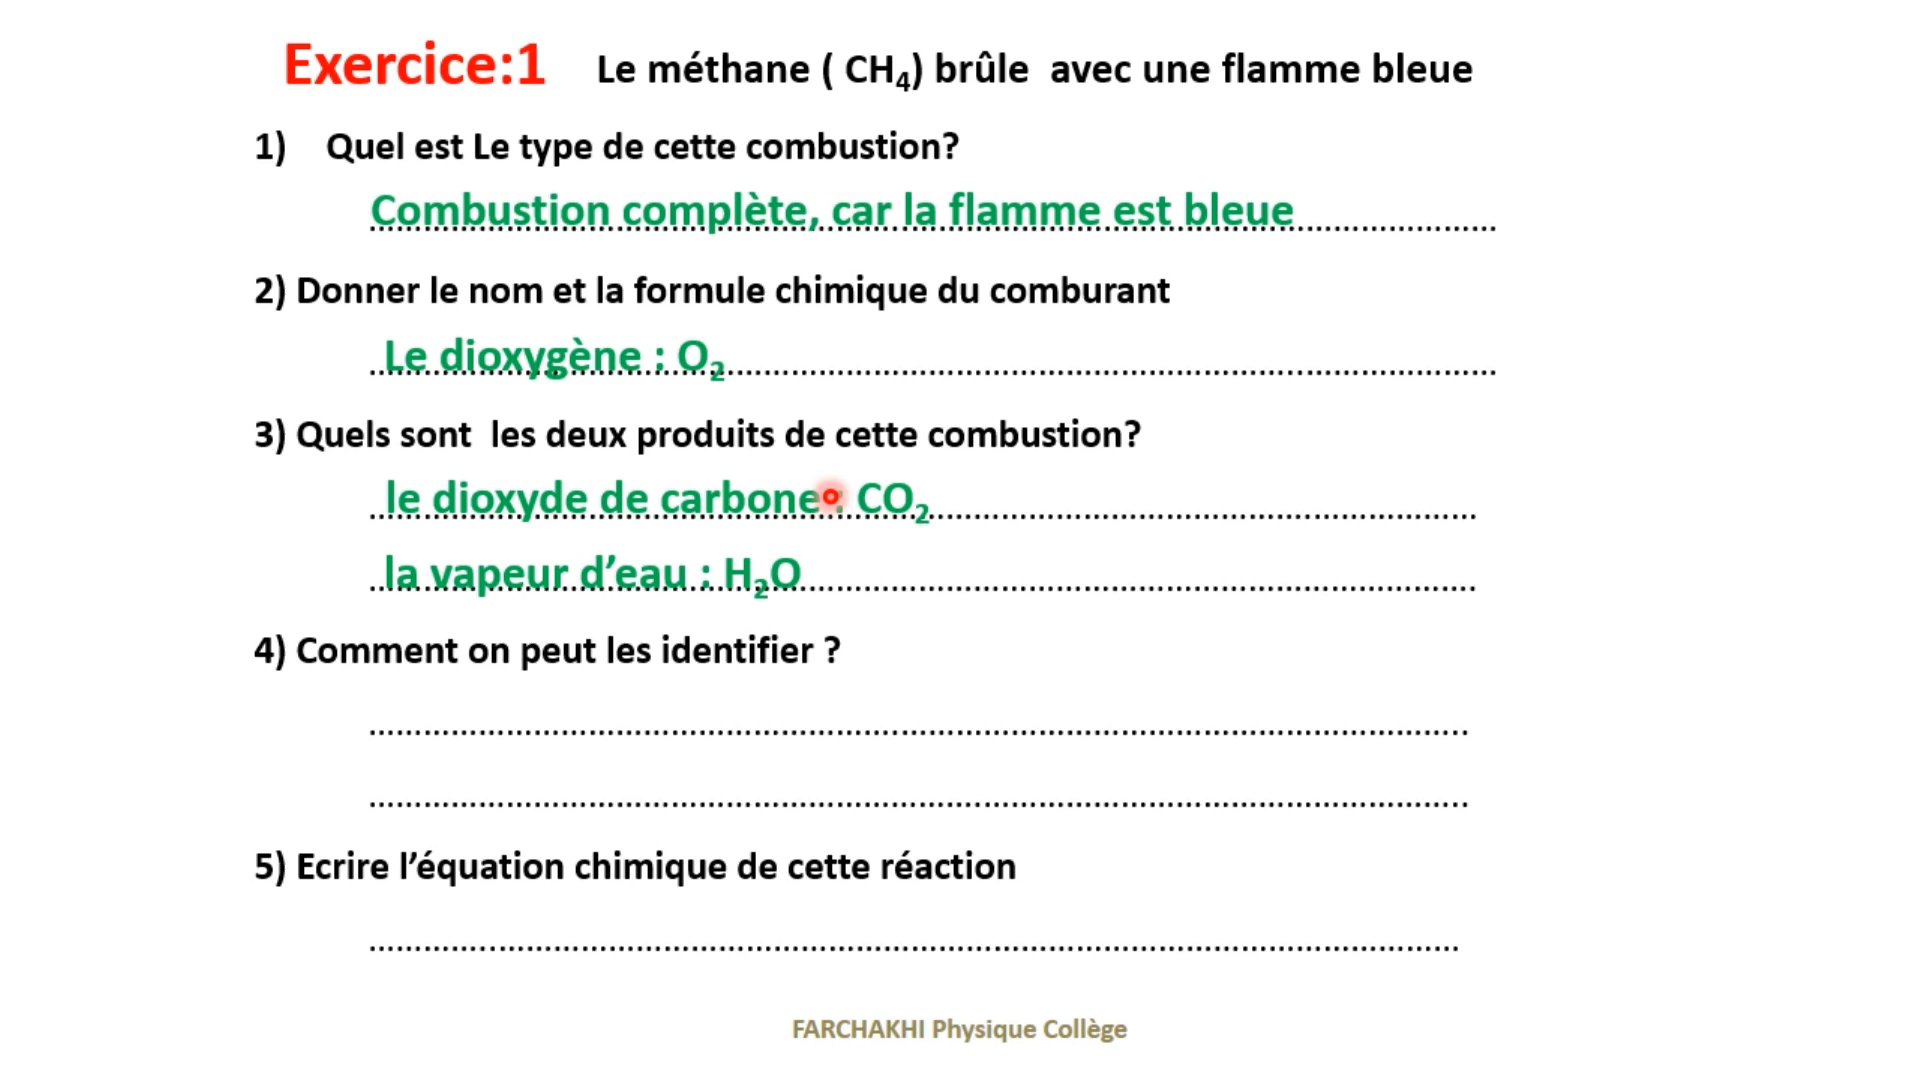 Exercice:1 Le méthane ( CH₄) brûle avec une flamme bleue
1) Quel est Le type de cette combustion?
Combustion complète, car la flamme est bleue
2) Donner le nom et la formule chimique du comburant
Le dioxygène : O₂
3) Quels sont les deux produits de cette combustion?
le dioxyde de carbone : CO₂
la vapeur d’eau : H₂O
4) Comment on peut les identifier ?
5) Ecrire l’équation chimique de cette réaction
FARCHAKHI Physique Collège